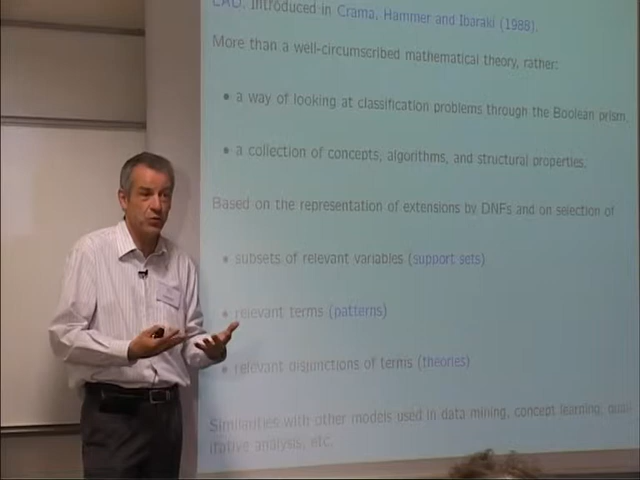 LAD. Introduced in Crama, Hammer and Ibaraki (1988).
More than a well-circumscribed mathematical theory, rather:
• a way of looking at classification problems through the Boolean prism.
• a collection of concepts, algorithms, and structural properties.
Based on the representation of extensions by DNFs and on selection of
• subsets of relevant variables (support sets)
• relevant terms (patterns)
• relevant disjunctions of terms (theories)
Similarities with other models used in data mining, concept learning, qual-
itative analysis, etc.